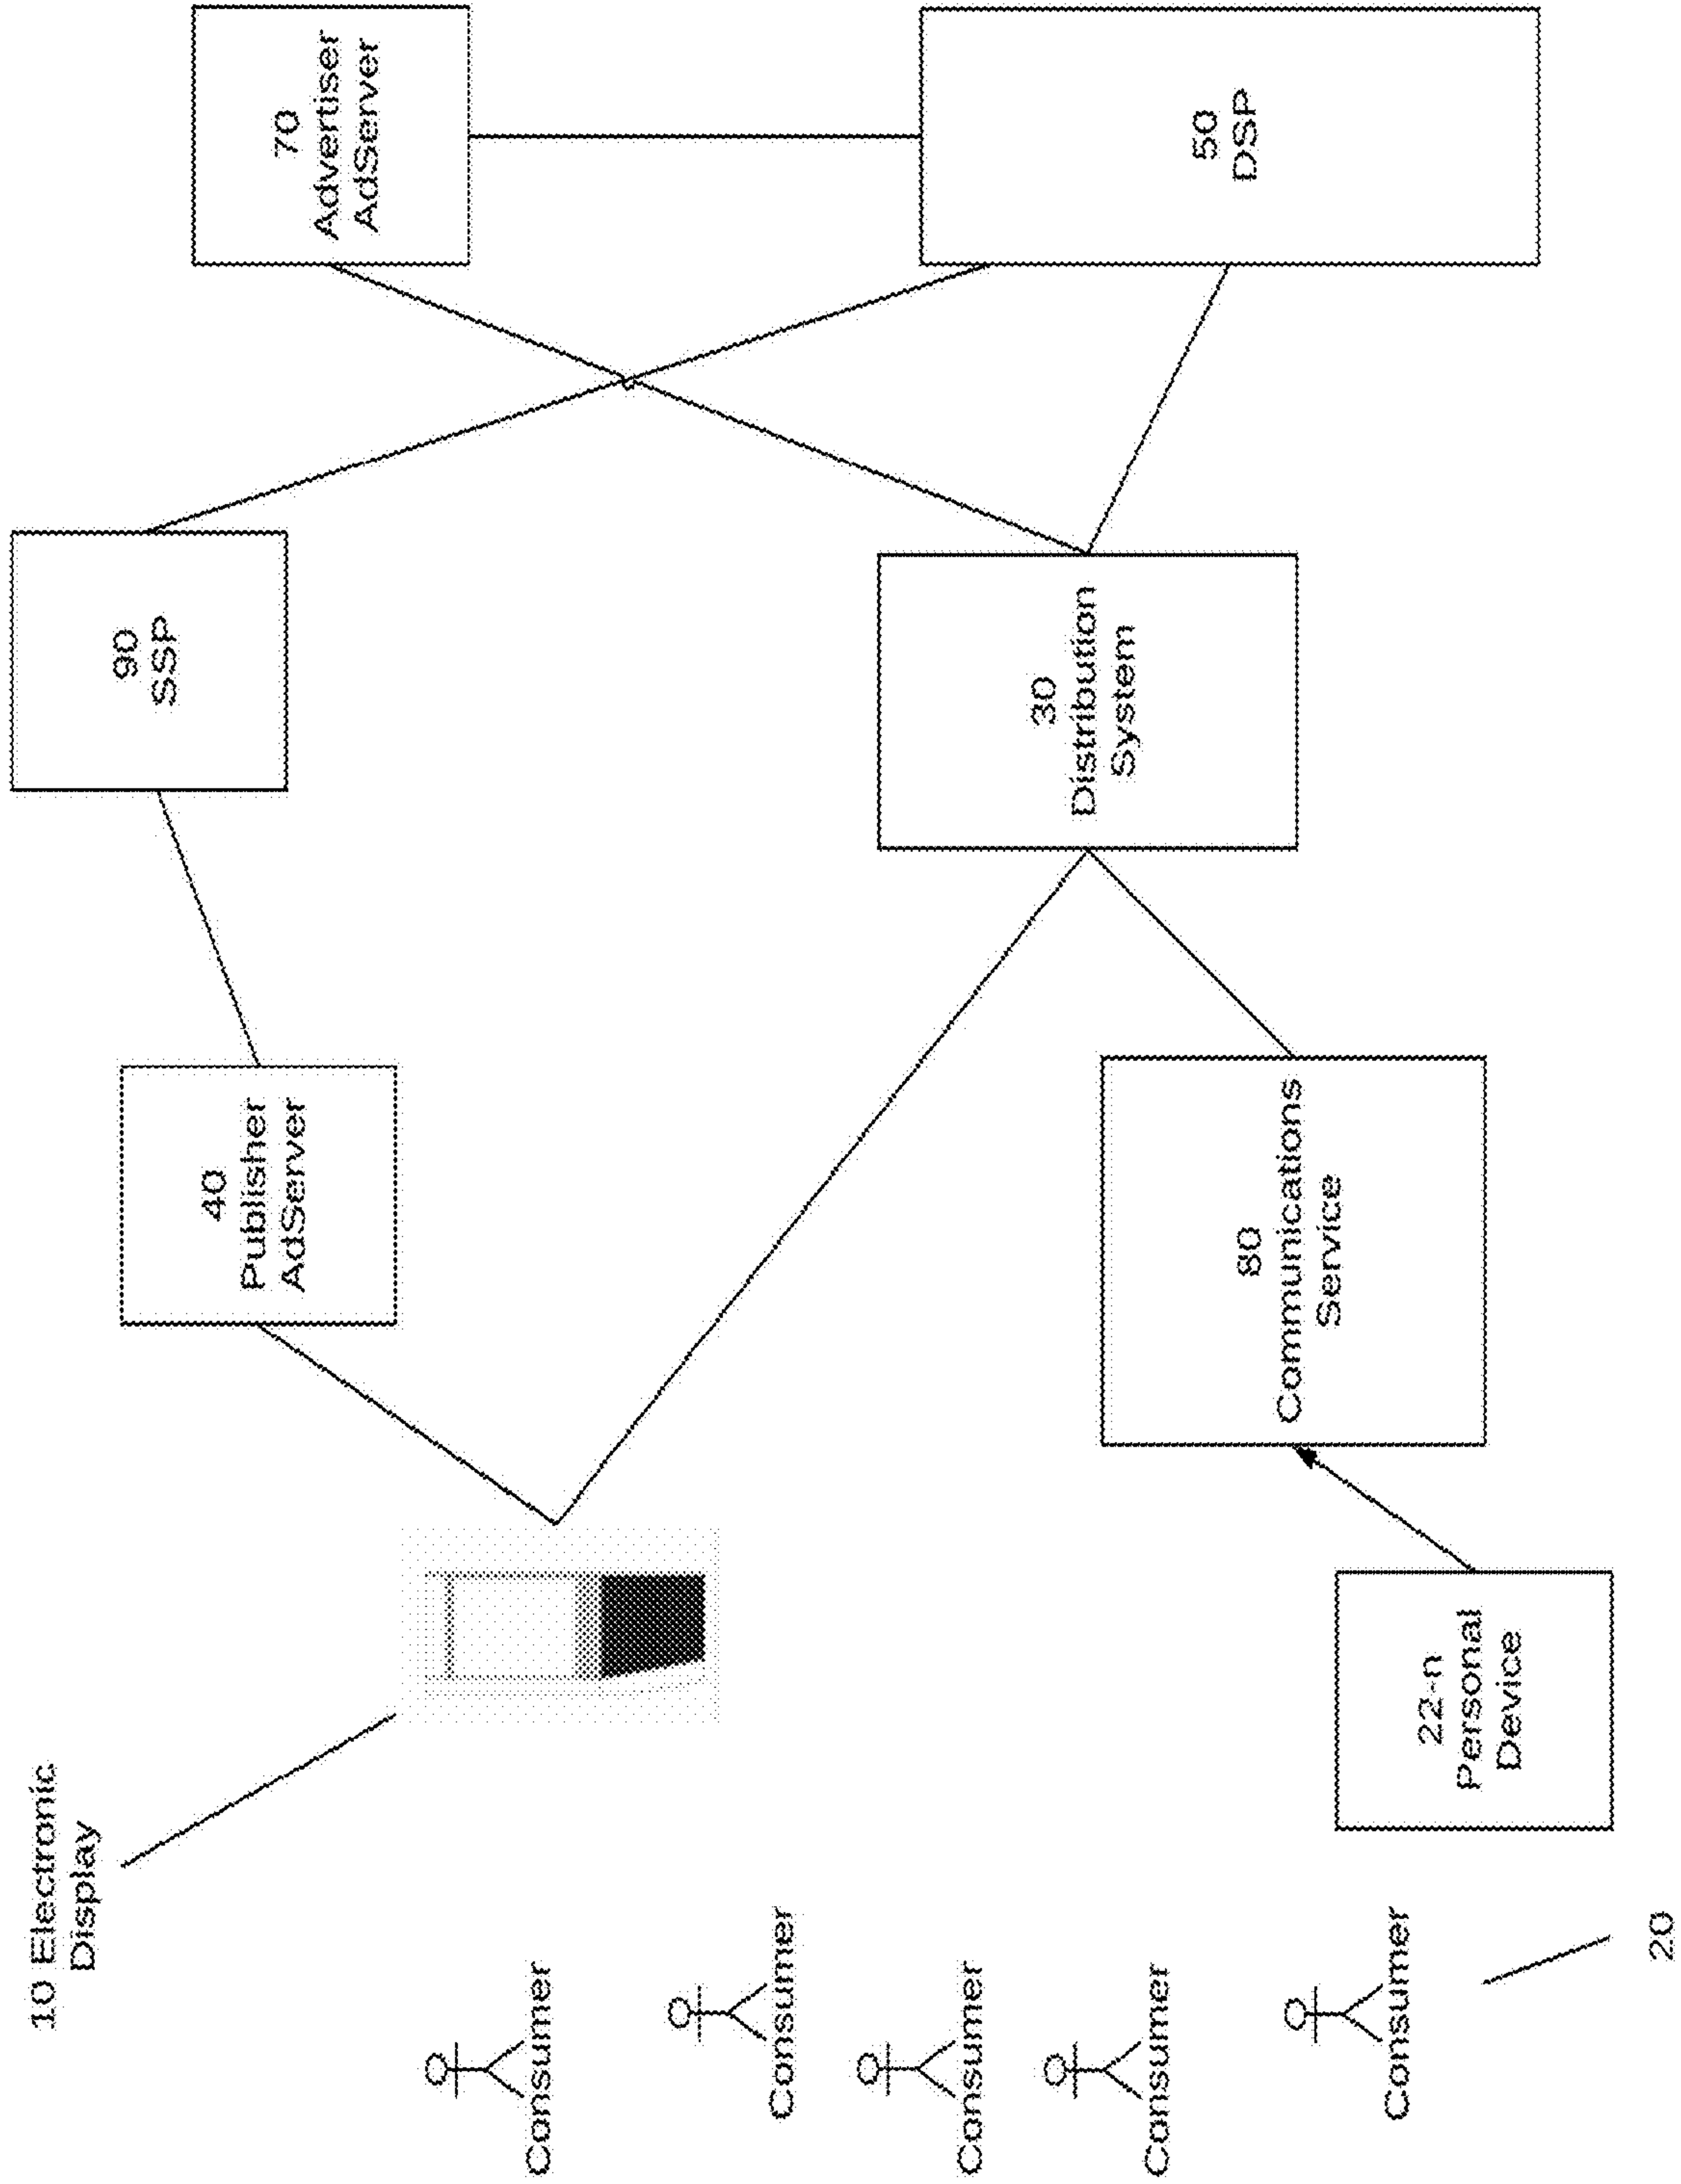 10 Electronic
Display
90
SSP
40
Publisher
AdServer
70
Advertiser
AdServer
Consumer
Consumer
Consumer
Consumer
Consumer
20
30
Distribution
System
50
DSP
80
Communications
Service
22-n
Personal
Device